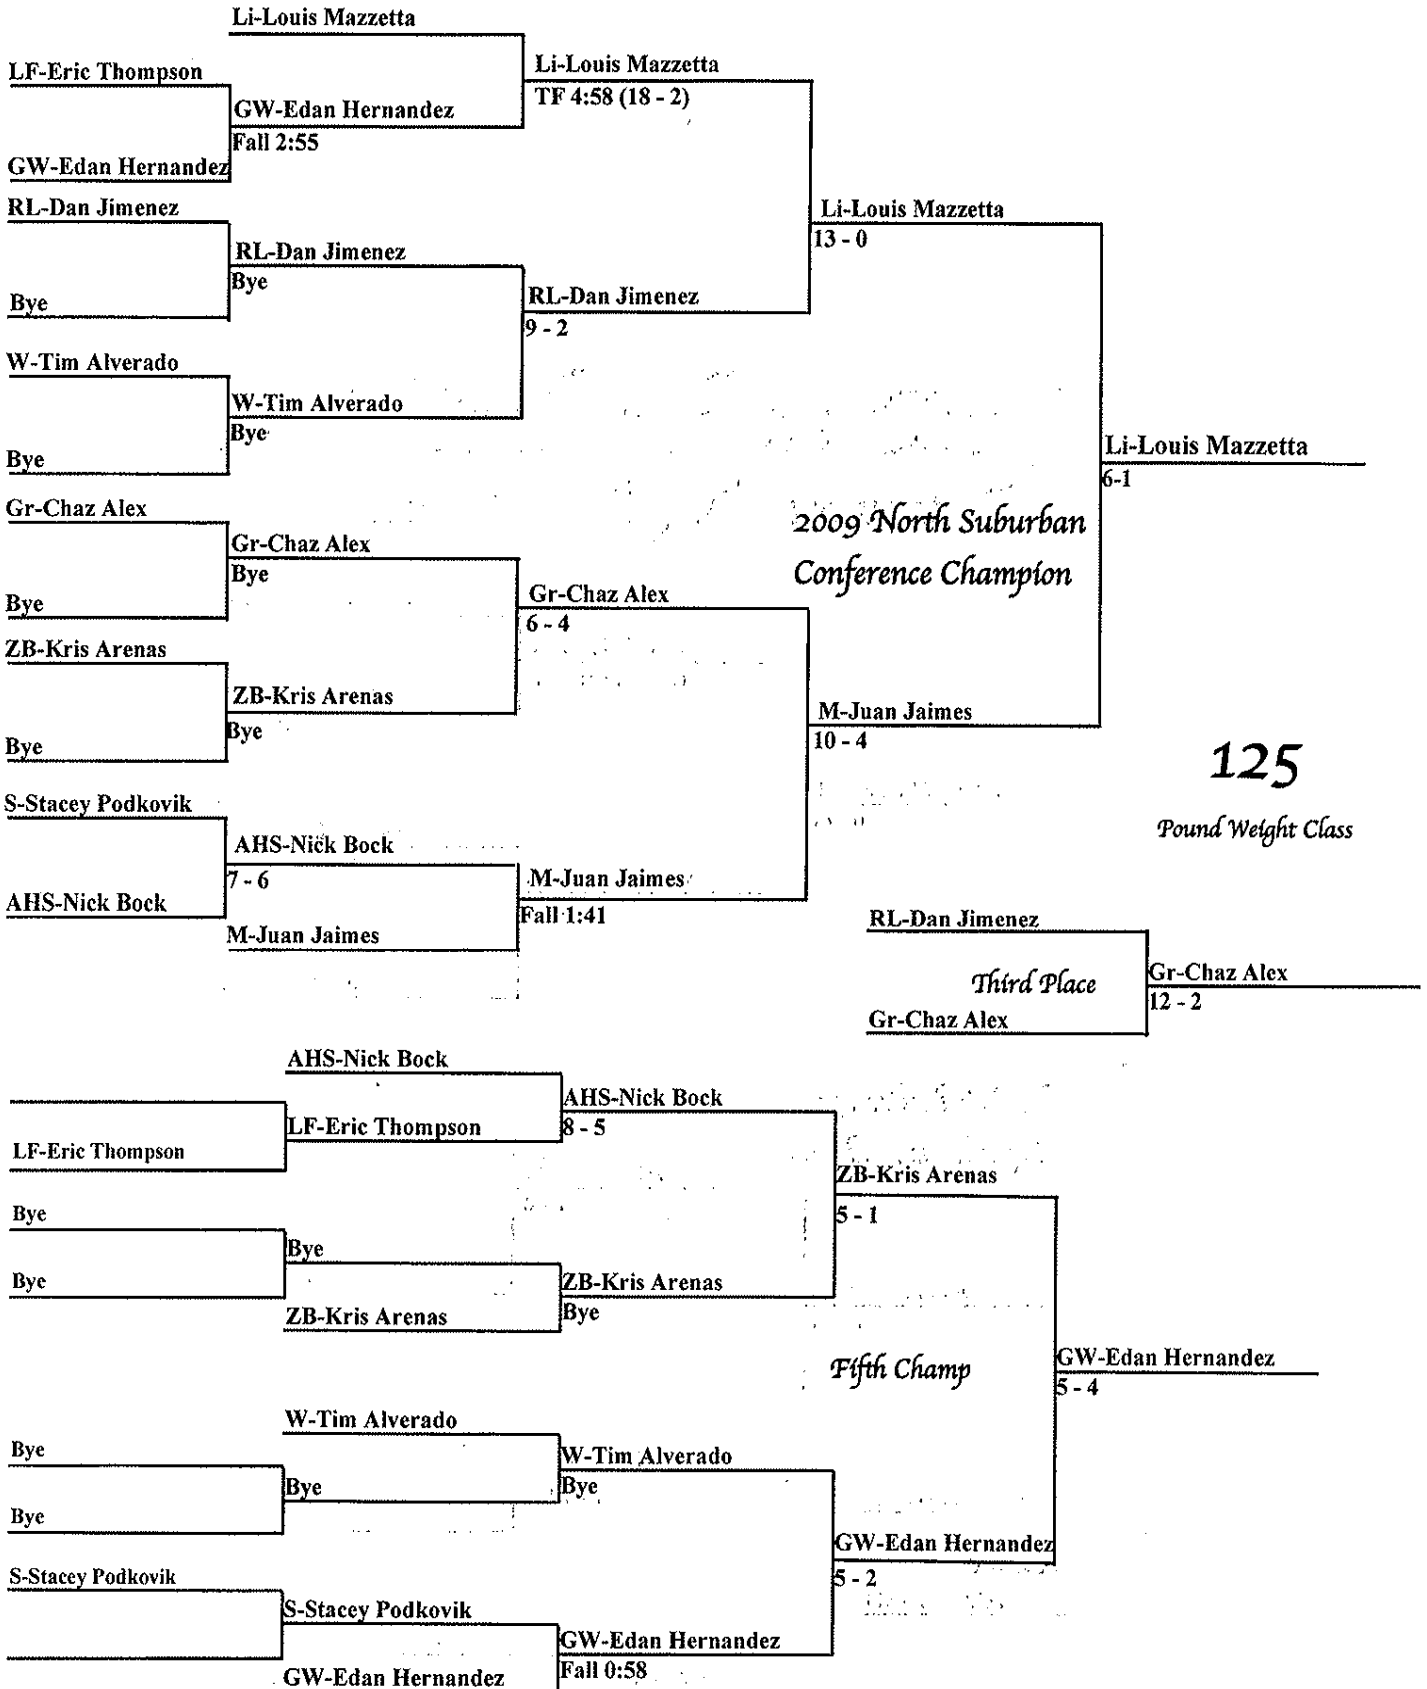 Li-Louis Mazzetta
LF-Eric Thompson
Li-Louis Mazzetta
TF 4:58 (18 - 2)
GW-Edan Hernandez
Fall 2:55
GW-Edan Hernandez
RL-Dan Jimenez
Li-Louis Mazzetta
13 - 0
RL-Dan Jimenez
Bye
Bye
RL-Dan Jimenez
9 - 2
W-Tim Alverado
W-Tim Alverado
Bye
Bye
Li-Louis Mazzetta
6-1
Gr-Chaz Alex
2009 North Suburban
Conference Champion
Gr-Chaz Alex
Bye
Bye
Gr-Chaz Alex
6 - 4
ZB-Kris Arenas
ZB-Kris Arenas
Bye
Bye
M-Juan Jaimes
10 - 4
125
Pound Weight Class
S-Stacey Podkovik
AHS-Nick Bock
7 - 6
AHS-Nick Bock
M-Juan Jaimes
Fall 1:41
M-Juan Jaimes
RL-Dan Jimenez
Third Place
Gr-Chaz Alex
12 - 2
Gr-Chaz Alex
AHS-Nick Bock
AHS-Nick Bock
8 - 5
LF-Eric Thompson
LF-Eric Thompson
ZB-Kris Arenas
5 - 1
Bye
Bye
Bye
ZB-Kris Arenas
Bye
ZB-Kris Arenas
Fifth Champ
GW-Edan Hernandez
5 - 4
W-Tim Alverado
Bye
W-Tim Alverado
Bye
Bye
Bye
GW-Edan Hernandez
5 - 2
S-Stacey Podkovik
S-Stacey Podkovik
GW-Edan Hernandez
Fall 0:58
GW-Edan Hernandez